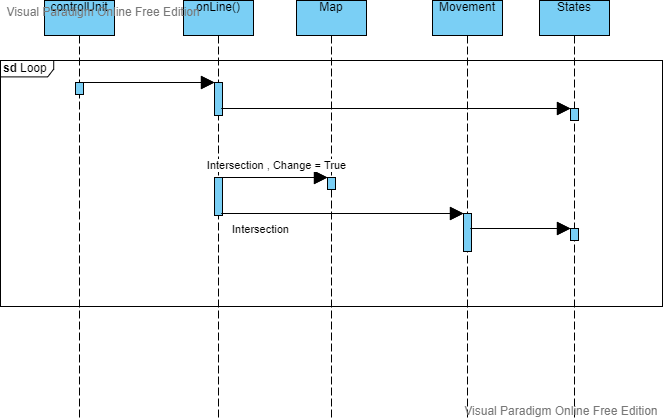 Visual Paradigm Online Free Edition
controlUnit
onLine()
Map
Movement
States
sd Loop
Intersection , Change = True
Intersection
Visual Paradigm Online Free Edition